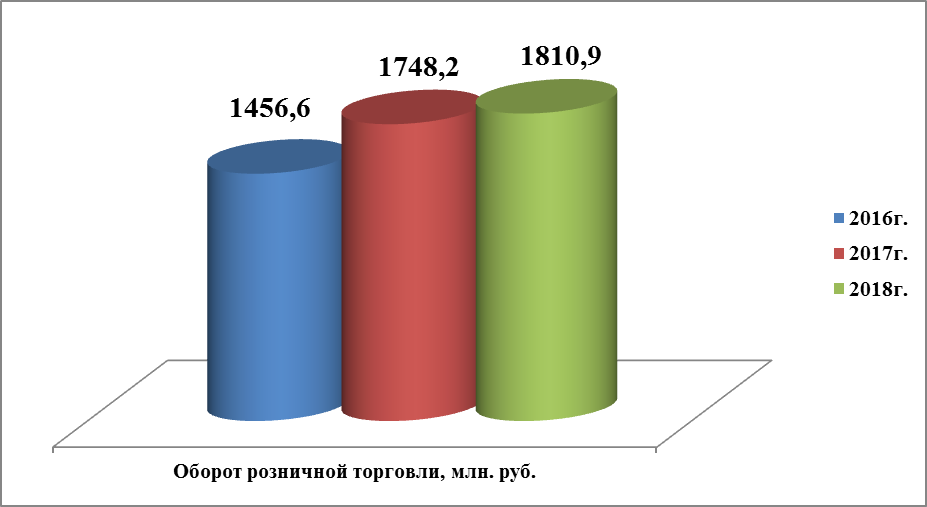 1456,6
1748,2
1810,9
2016г.
2017г.
2018г.
Оборот розничной торговли, млн. руб.